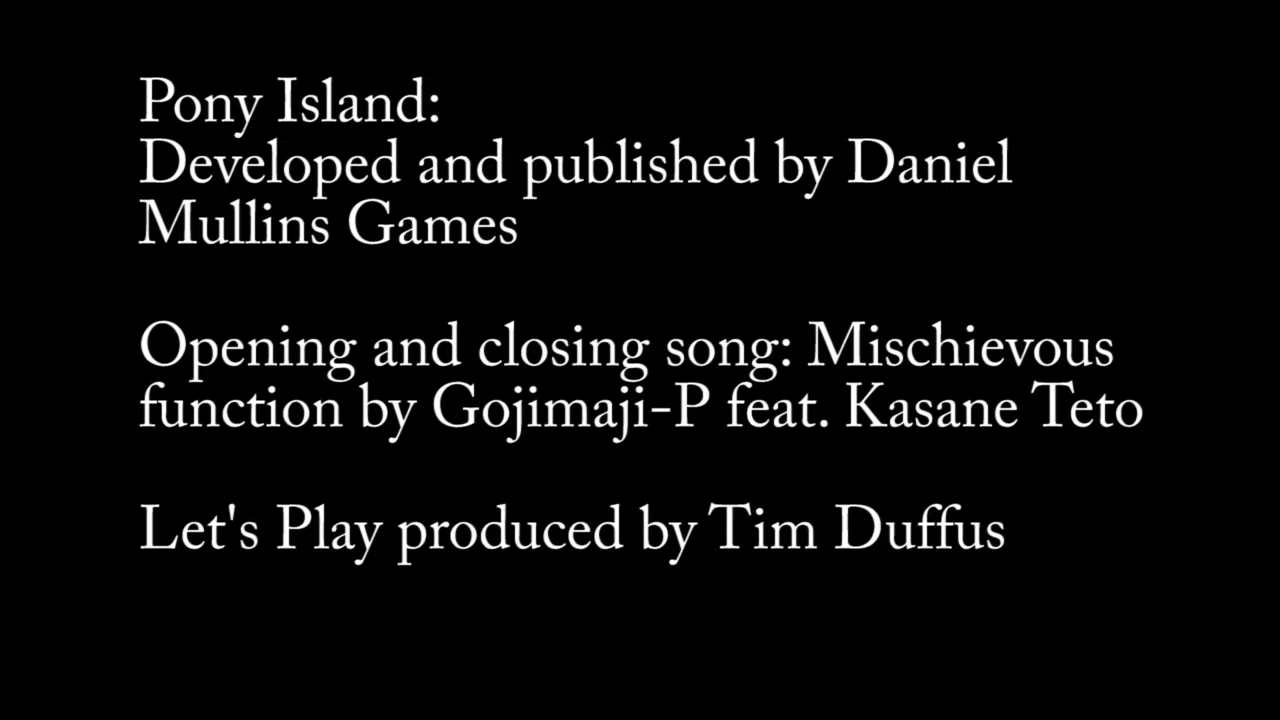 Pony Island:
Developed and published by Daniel
Mullins Games
Opening and closing song: Mischievous
function by Gojimaji-P feat. Kasane Teto
Let's Play produced by Tim Duffus